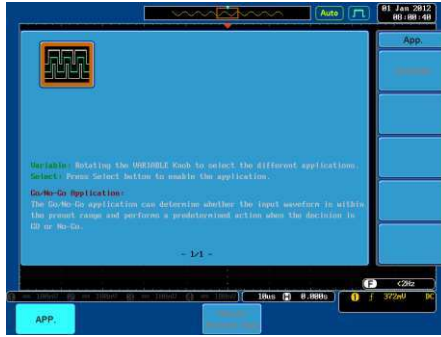 Auto
01 Jan 2012
00:00:40
App.
Variable: Rotating the VARIABLE Knob to select the different applications.
Select: Press Select button to enable the application.
Go/No-Go Application:
The Go/No-Go application can determine whether the input waveform is within
the preset range and performs a predetermined action when the decision is
GO or No-Go.
- 1/1 -
F <2Hz
10us H 0.000s
1 f 372mV DC
APP.